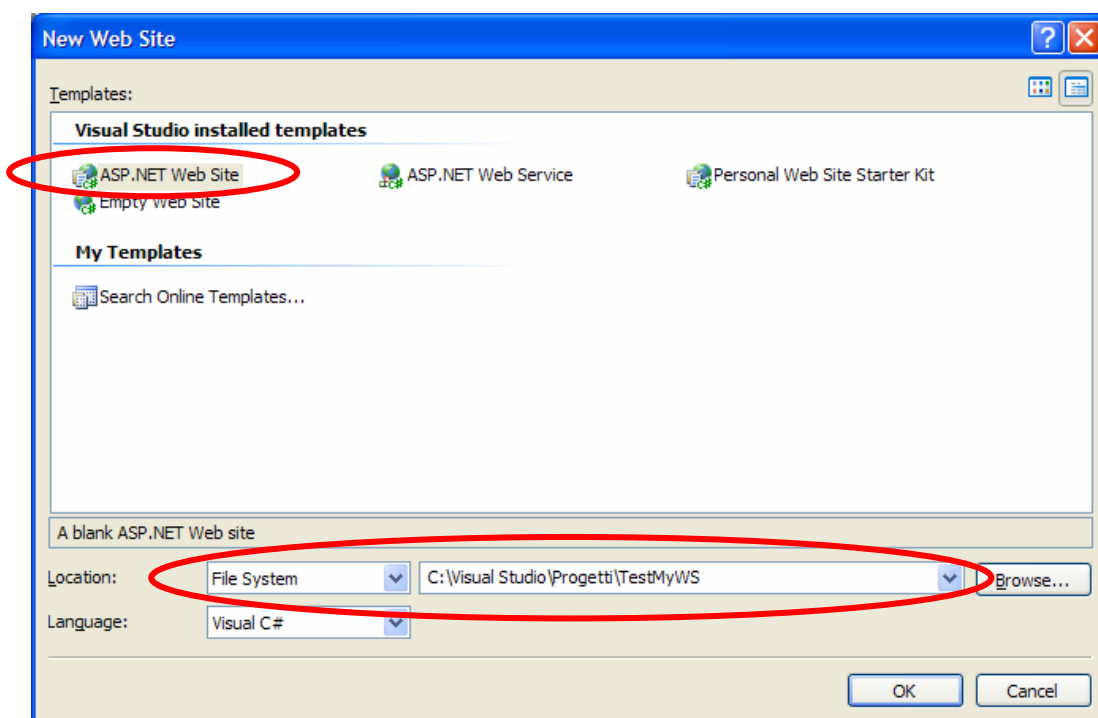 New Web Site
Templates:
Visual Studio installed templates
ASP.NET Web Site ASP.NET Web Service Personal Web Site Starter Kit
Empty Web Site
My Templates
Search Online Templates...
A blank ASP.NET Web site
Location: File System C:\Visual Studio\Progetti\TestMyWS Browse...
Language: Visual C#
OK Cancel